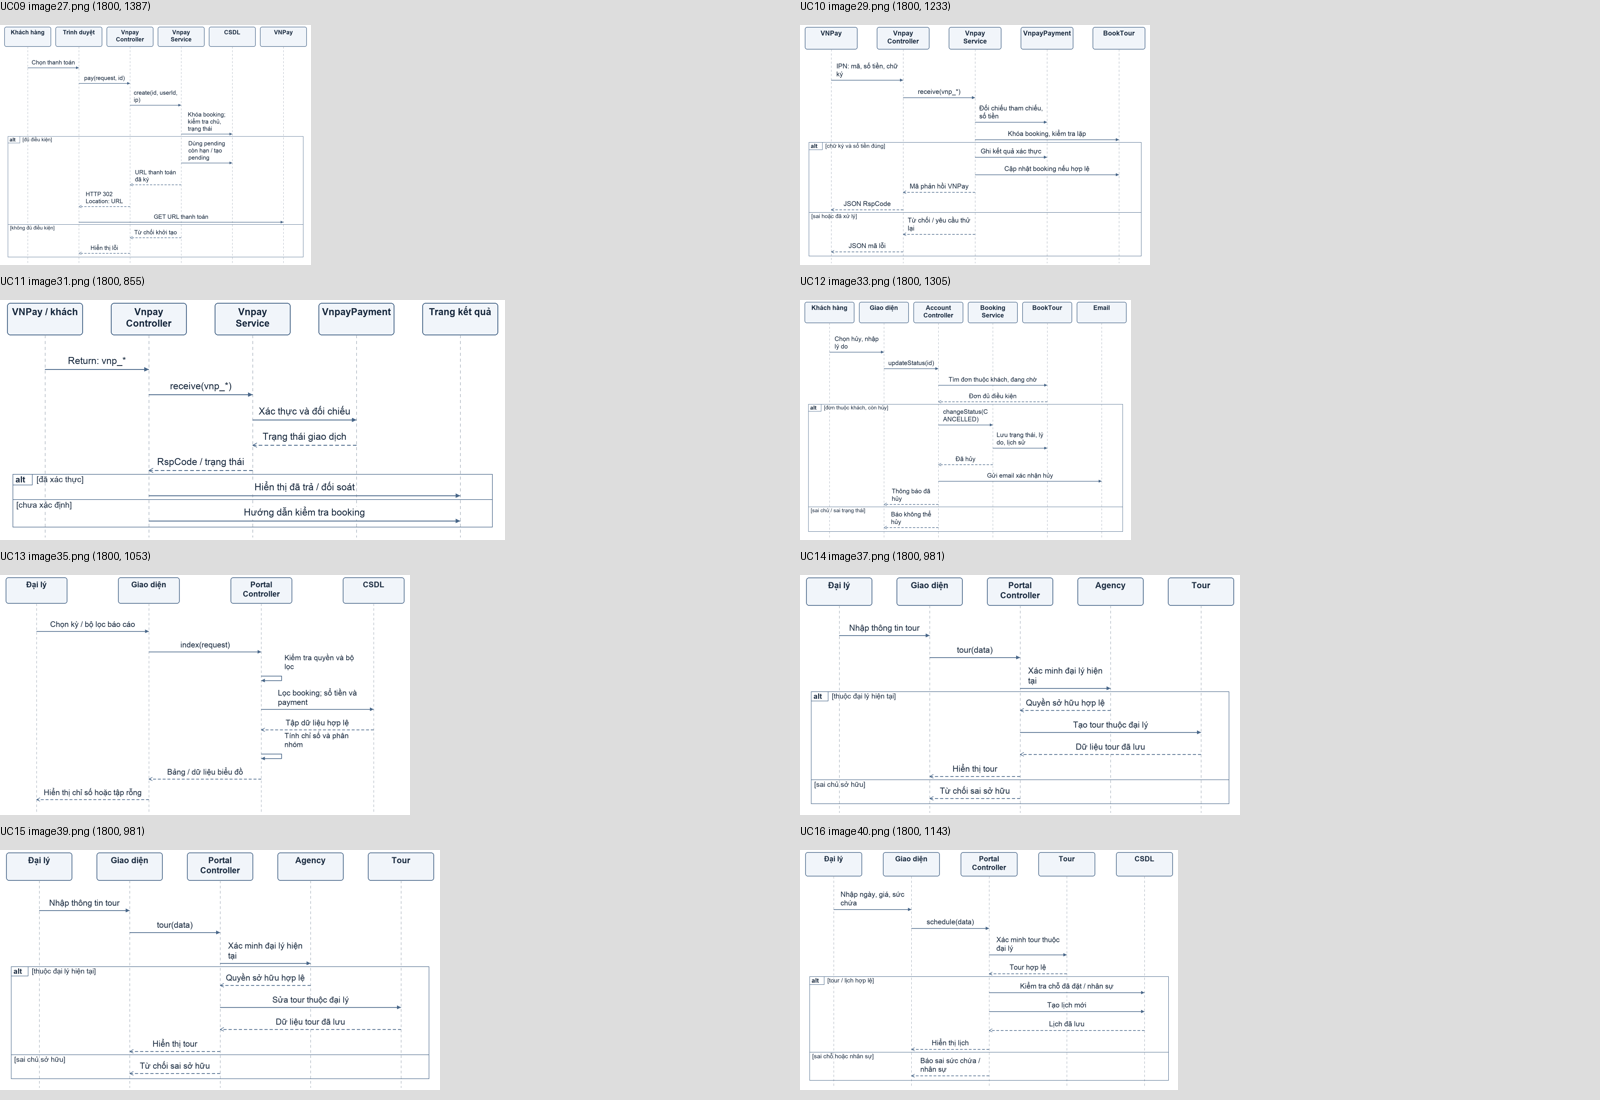 UC09 image27.png (1800, 1387)
Khách hàng
Trình duyệt
Vnpay
Controller
Vnpay
Service
CSDL
VNPay
Chọn thanh toán
pay(request, id)
create(id, userId,
ip)
Khóa booking;
kiểm tra chủ,
trạng thái
alt
[đủ điều kiện]
Dùng pending
còn hạn / tạo
pending
URL thanh toán
đã ký
HTTP 302
Location: URL
GET URL thanh toán
[không đủ điều kiện]
Từ chối khởi tạo
Hiển thị lỗi
UC10 image29.png (1800, 1233)
VNPay
Vnpay
Controller
Vnpay
Service
VnpayPayment
BookTour
IPN: mã, số tiền, chữ
ký
receive(vnp_*)
Đối chiếu tham chiếu,
số tiền
Khóa booking, kiểm tra lặp
alt
[chữ ký và số tiền đúng]
Ghi kết quả xác thực
Cập nhật booking nếu hợp lệ
Mã phản hồi VNPay
JSON RspCode
[sai hoặc đã xử lý]
Từ chối / yêu cầu thử
lại
JSON mã lỗi
UC11 image31.png (1800, 855)
VNPay / khách
Vnpay
Controller
Vnpay
Service
VnpayPayment
Trang kết quả
Return: vnp_*
receive(vnp_*)
Xác thực và đối chiếu
Trạng thái giao dịch
RspCode / trạng thái
alt
[đã xác thực]
Hiển thị đã trả / đối soát
[chưa xác định]
Hướng dẫn kiểm tra booking
UC12 image33.png (1800, 1305)
Khách hàng
Giao diện
Account
Controller
Booking
Service
BookTour
Email
Chọn hủy, nhập
lý do
updateStatus(id)
Tìm đơn thuộc khách, đang chờ
Đơn đủ điều kiện
alt
[đơn thuộc khách, còn hủy]
changeStatus(C
ANCELLED)
Lưu trạng thái, lý
do, lịch sử
Đã hủy
Gửi email xác nhận hủy
Thông báo đã
hủy
[sai chủ / sai trạng thái]
Báo không thể
hủy
UC13 image35.png (1800, 1053)
Đại lý
Giao diện
Portal
Controller
CSDL
Chọn kỳ / bộ lọc báo cáo
index(request)
Kiểm tra quyền và bộ
lọc
Lọc booking; số tiền và
payment
Tập dữ liệu hợp lệ
Tính chỉ số và phân
nhóm
Bảng / dữ liệu biểu đồ
Hiển thị chỉ số hoặc tập rỗng
UC14 image37.png (1800, 981)
Đại lý
Giao diện
Portal
Controller
Agency
Tour
Nhập thông tin tour
tour(data)
Xác minh đại lý hiện
tại
alt
[thuộc đại lý hiện tại]
Quyền sở hữu hợp lệ
Tạo tour thuộc đại lý
Dữ liệu tour đã lưu
Hiển thị tour
[sai chủ sở hữu]
Từ chối sai sở hữu
UC15 image39.png (1800, 981)
Đại lý
Giao diện
Portal
Controller
Agency
Tour
Nhập thông tin tour
tour(data)
Xác minh đại lý hiện
tại
alt
[thuộc đại lý hiện tại]
Quyền sở hữu hợp lệ
Sửa tour thuộc đại lý
Dữ liệu tour đã lưu
Hiển thị tour
[sai chủ sở hữu]
Từ chối sai sở hữu
UC16 image40.png (1800, 1143)
Đại lý
Giao diện
Portal
Controller
Tour
CSDL
Nhập ngày, giá, sức
chứa
schedule(data)
Xác minh tour thuộc
đại lý
Tour hợp lệ
alt
[tour / lịch hợp lệ]
Kiểm tra chỗ đã đặt / nhân sự
Tạo lịch mới
Lịch đã lưu
Hiển thị lịch
[sai chỗ hoặc nhân sự]
Báo sai sức chứa /
nhân sự